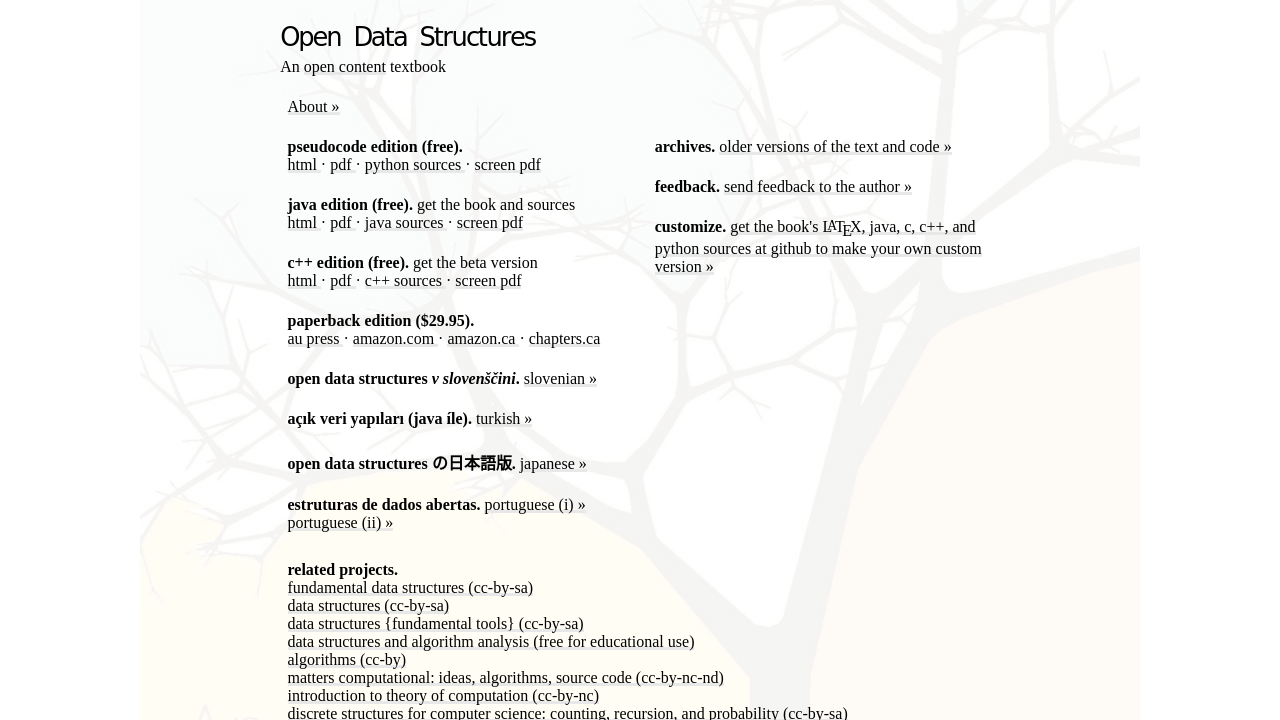 Open Data Structures
An open content textbook
About »
pseudocode edition (free).
html · pdf · python sources · screen pdf
java edition (free). get the book and sources
html · pdf · java sources · screen pdf
c++ edition (free). get the beta version
html · pdf · c++ sources · screen pdf
paperback edition ($29.95).
au press · amazon.com · amazon.ca · chapters.ca
open data structures v slovenščini. slovenian »
açık veri yapıları (java íle). turkish »
open data structures の日本語版. japanese »
estruturas de dados abertas. portuguese (i) »
portuguese (ii) »
archives. older versions of the text and code »
feedback. send feedback to the author »
customize. get the book's LATEX, java, c, c++, and
python sources at github to make your own custom
version »
related projects.
fundamental data structures (cc-by-sa)
data structures (cc-by-sa)
data structures {fundamental tools} (cc-by-sa)
data structures and algorithm analysis (free for educational use)
algorithms (cc-by)
matters computational: ideas, algorithms, source code (cc-by-nc-nd)
introduction to theory of computation (cc-by-nc)
discrete structures for computer science: counting, recursion, and probability (cc-by-sa)